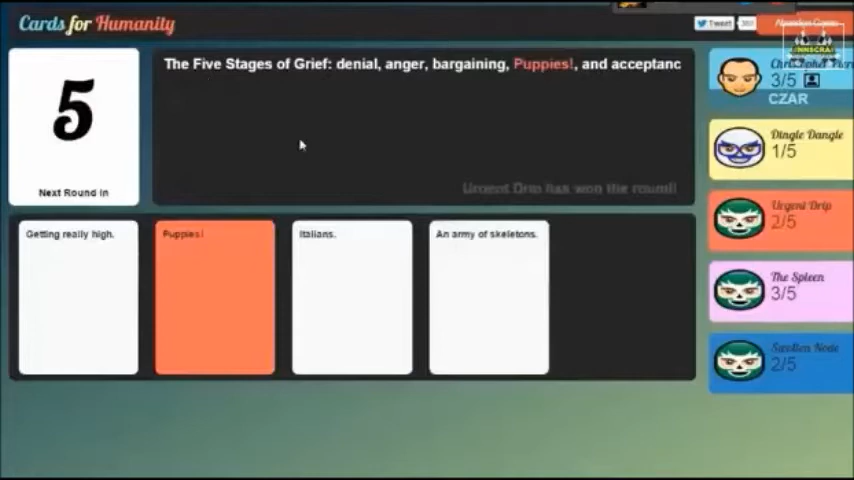 Cards for Humanity
Tweet
5
Next Round In
The Five Stages of Grief: denial, anger, bargaining, Puppies!, and acceptanc
Urgent Drip has won the round!
Getting really high.
Puppies!
Italians.
An army of skeletons.
3/5
CZAR
Dingle Dangle
1/5
Urgent Drip
2/5
The Spleen
3/5
Swollen Node
2/5